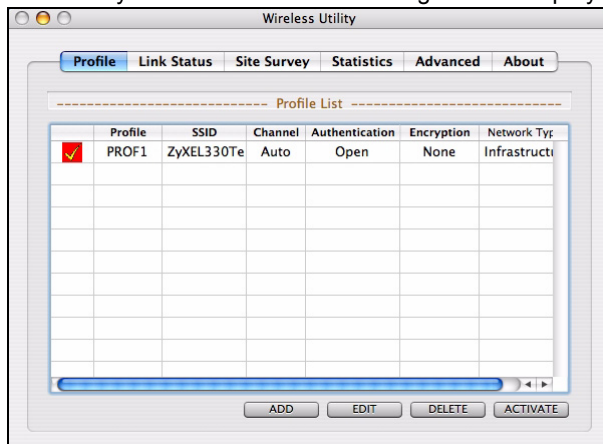 Wireless Utility
Profile Link Status Site Survey Statistics Advanced About
Profile List
Profile SSID Channel Authentication Encryption Network Typ
PROF1 ZyXEL330Te Auto Open None Infrastructu
ADD EDIT DELETE ACTIVATE